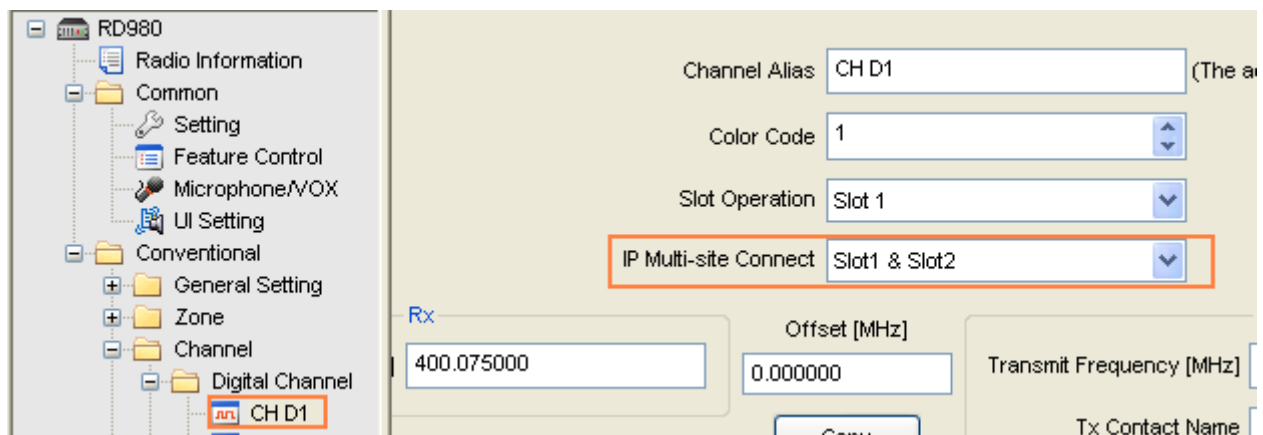 RD980
Radio Information
Common
Setting
Feature Control
Microphone/VOX
UI Setting
Conventional
General Setting
Zone
Channel
Digital Channel
CH D1
Channel Alias CH D1 (The a
Color Code 1
Slot Operation Slot 1
IP Multi-site Connect Slot1 & Slot2
Rx
400.075000
Offset [MHz]
0.000000
Transmit Frequency [MHz]
Tx Contact Name